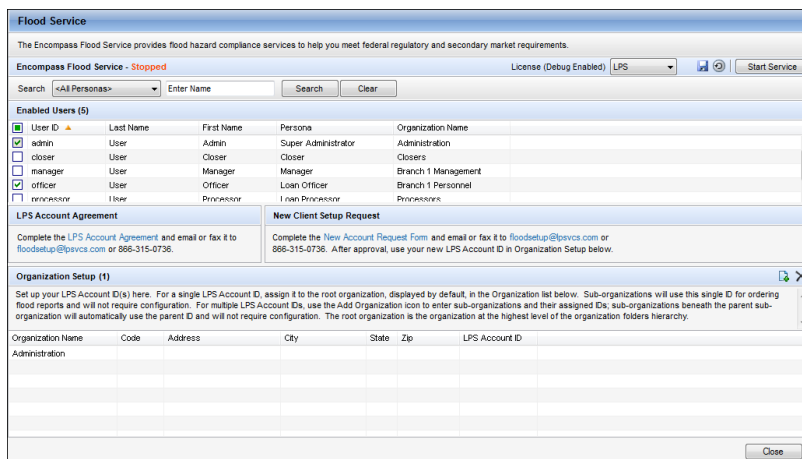 Flood Service
The Encompass Flood Service provides flood hazard compliance services to help you meet federal regulatory and secondary market requirements.
Encompass Flood Service - Stopped License (Debug Enabled) LPS Start Service
Search <All Personas> Enter Name Search Clear
Enabled Users (5)
User ID Last Name First Name Persona Organization Name
admin User Admin Super Administrator Administration
closer User Closer Closer Closers
manager User Manager Manager Branch 1 Management
officer User Officer Loan Officer Branch 1 Personnel
processor User Processor Loan Processor Processors
LPS Account Agreement
Complete the LPS Account Agreement and email or fax it to
floodsetup@lpsvcs.com or 866-315-0736.
New Client Setup Request
Complete the New Account Request Form and email or fax it to floodsetup@lpsvcs.com or
866-315-0736. After approval, use your new LPS Account ID in Organization Setup below.
Organization Setup (1)
Set up your LPS Account ID(s) here. For a single LPS Account ID, assign it to the root organization, displayed by default, in the Organization list below. Sub-organizations will use this single ID for ordering
flood reports and will not require configuration. For multiple LPS Account IDs, use the Add Organization icon to enter sub-organizations and their assigned IDs; sub-organizations beneath the parent sub-
organization will automatically use the parent ID and will not require configuration. The root organization is the organization at the highest level of the organization folders hierarchy.
Organization Name Code Address City State Zip LPS Account ID
Administration
Close